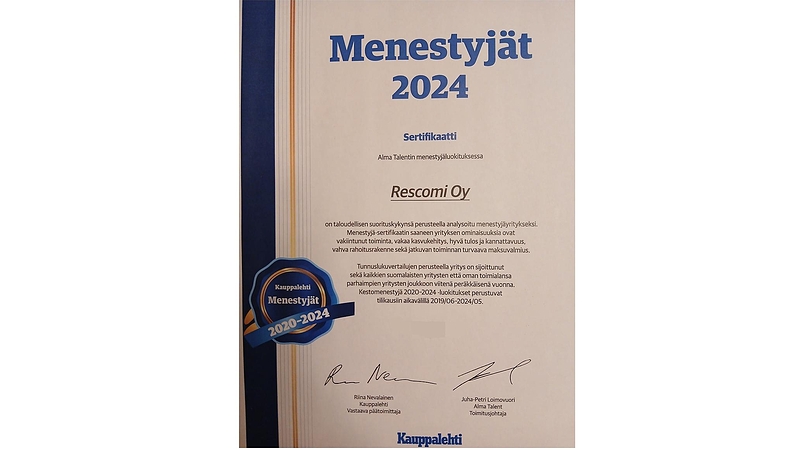 Menestyjät
2024
Sertifikaatti
Alma Talentin menestyjäluokituksessa
Rescomi Oy
on taloudellisen suorituskykynsä perusteella analysoitu menestyjäyritykseksi.
Menestyjä-sertifikaatin saaneen yrityksen ominaisuuksia ovat
vakiintunut toiminta, vakaa kasvukehitys, hyvä tulos ja kannattavuus,
vahva rahoitusrakenne sekä jatkuvan toiminnan turvaava maksuvalmius.
Tunnuslukuvertailujen perusteella yritys on sijoittunut
sekä kaikkien suomalaisten yritysten että oman toimialansa
parhaimpien yritysten joukkoon viitenä peräkkäisenä vuonna.
Kestomenestyjä 2020-2024 -luokitukset perustuvat
tilikausiin aikavälillä 2019/06-2024/05.
Kauppalehti
Menestyjät
2020-2024
Riina Nevalainen
Kauppalehti
Vastaava päätoimittaja
Juha-Petri Loimovuori
Alma Talent
Toimitusjohtaja
Kauppalehti